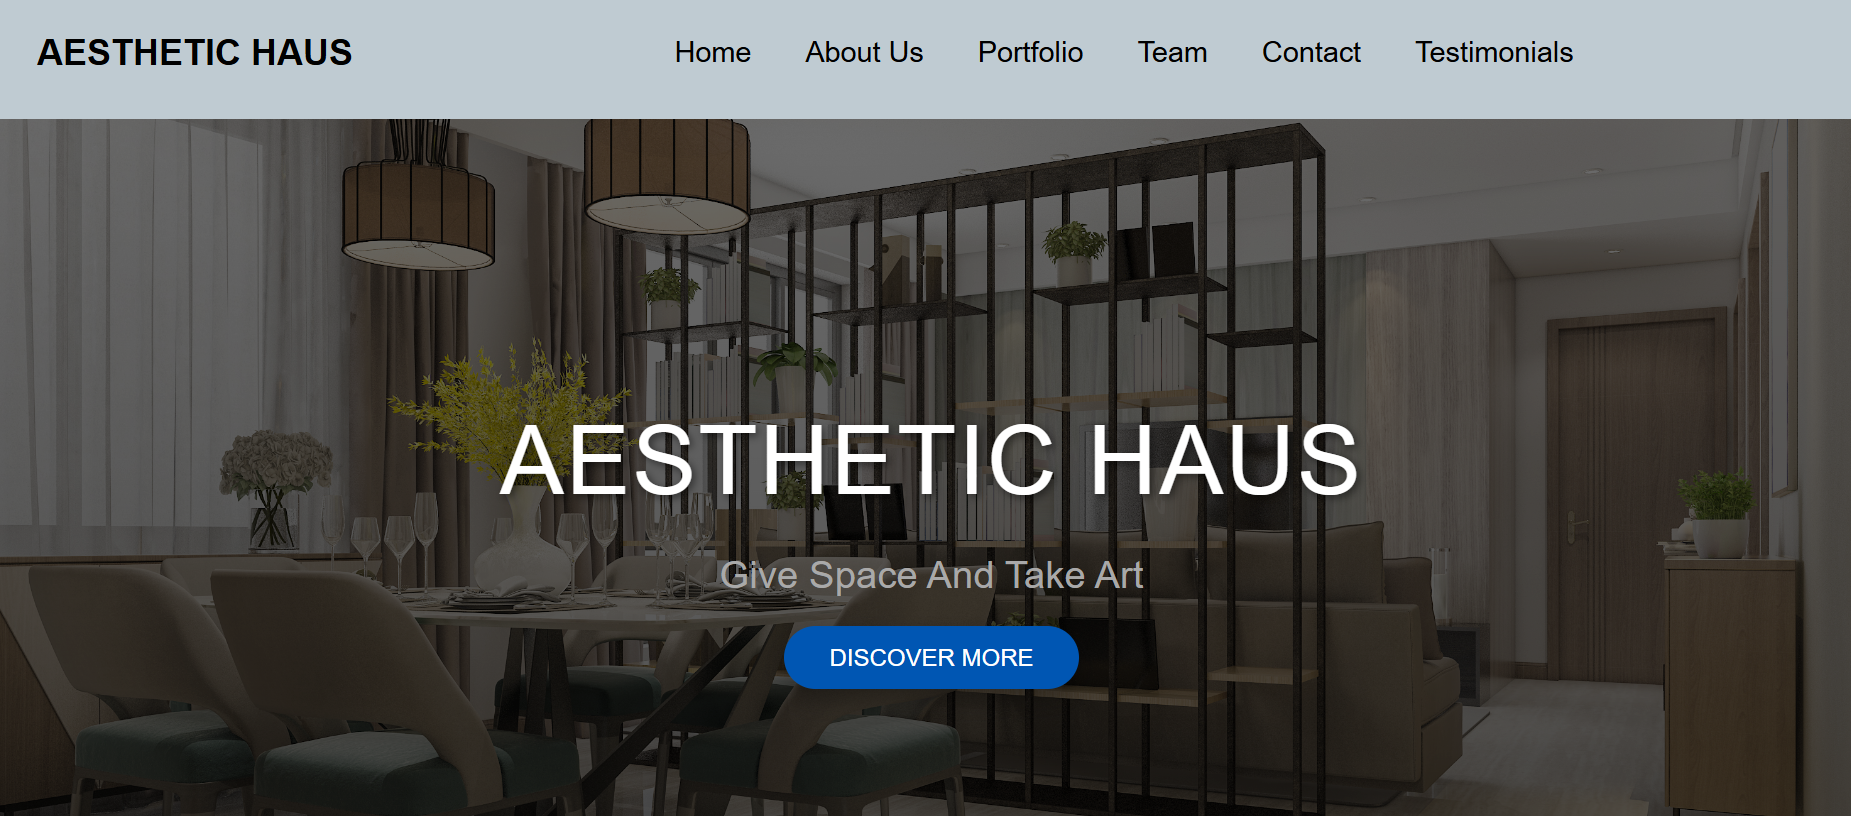 AESTHETIC HAUS
Home About Us Portfolio Team Contact Testimonials
AESTHETIC HAUS
Give Space And Take Art
DISCOVER MORE